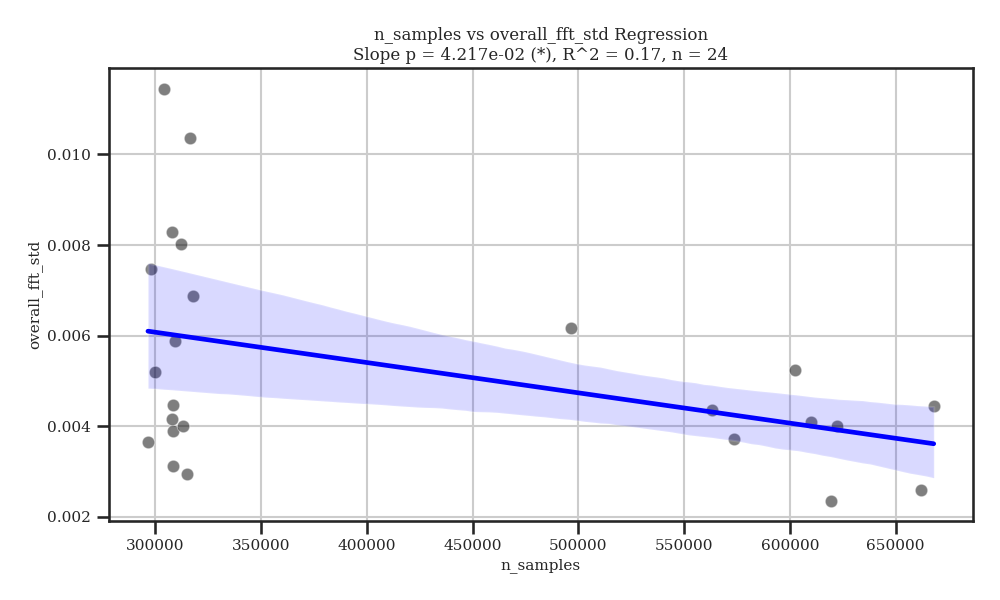 n_samples vs overall_fft_std Regression
Slope p = 4.217e-02 (*), R^2 = 0.17, n = 24
0.010
0.008
0.006
0.004
0.002
overall_fft_std
300000 350000 400000 450000 500000 550000 600000 650000
n_samples